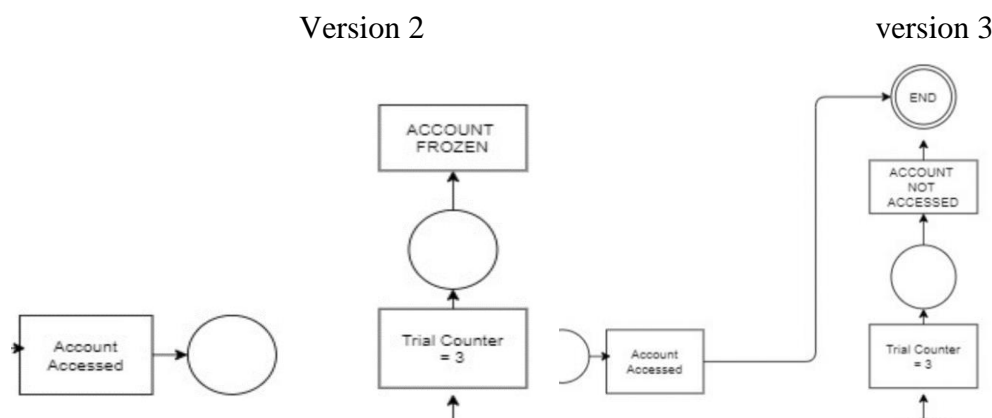 Version 2
version 3
ACCOUNT
FROZEN
Trial Counter
= 3
Account
Accessed
END
ACCOUNT
NOT
ACCESSED
Trial Counter
= 3
Account
Accessed